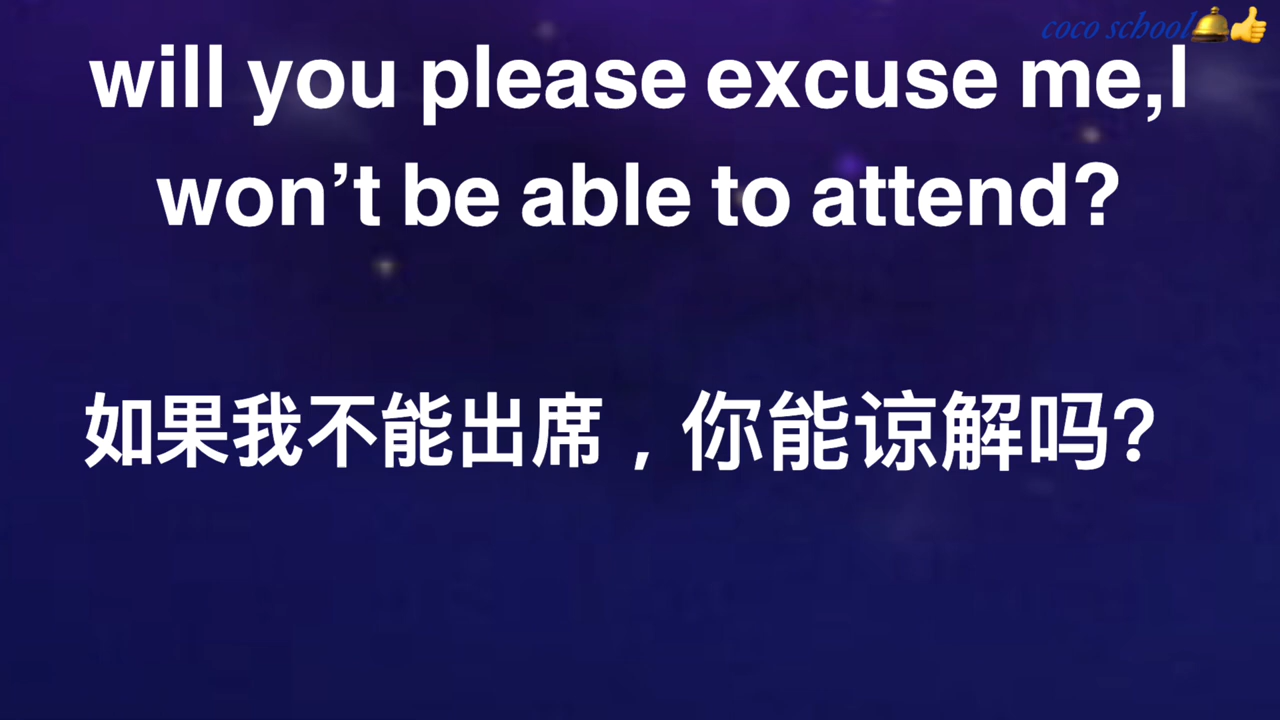 coco school
will you please excuse me,I
won't be able to attend?
如果我不能出席，你能谅解吗?